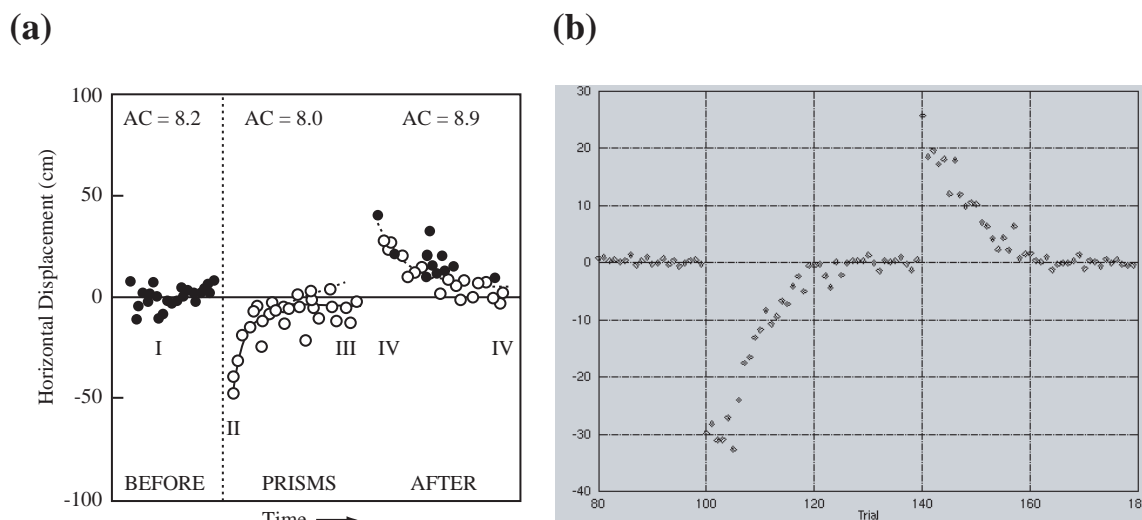 (a)
(b)
100
50
0
-50
-100
Horizontal Displacement (cm)
AC = 8.2
AC = 8.0
AC = 8.9
I
II
III
IV
IV
BEFORE
PRISMS
AFTER
Time
30
20
10
0
-10
-20
-30
-40
80
100
120
140
160
180
Trial